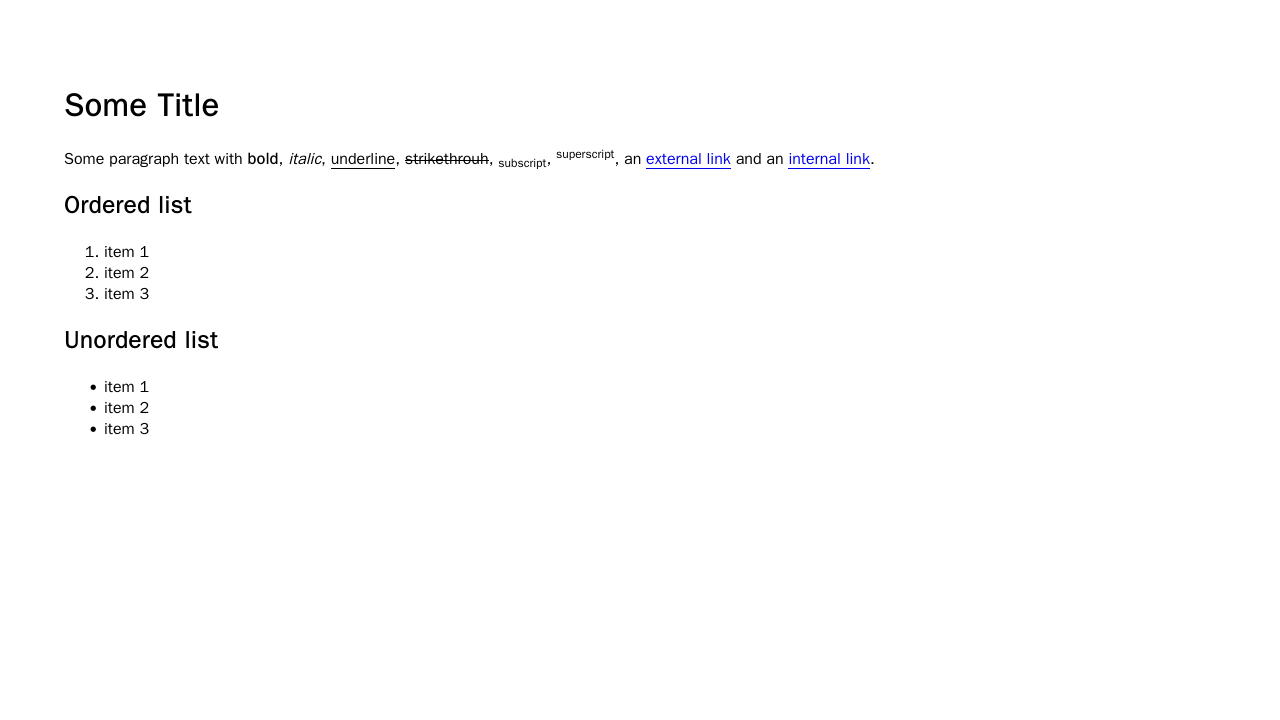 Some Title
Some paragraph text with bold, italic, underline, strikethrouh, subscript, superscript, an external link and an internal link.
Ordered list
1. item 1
2. item 2
3. item 3
Unordered list
• item 1
• item 2
• item 3